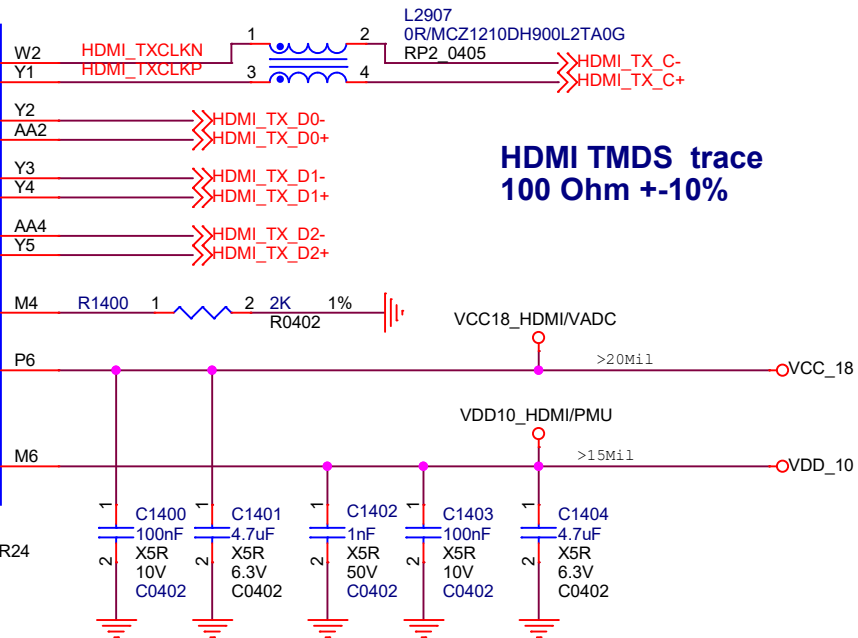 L2907
0R/MCZ1210DH900L2TA0G
RP2_0405
W2 HDMI_TXCLKN 1 2 HDMI_TX_C-
Y1 HDMI_TXCLKP 3 4 HDMI_TX_C+
Y2 HDMI_TX_D0-
AA2 HDMI_TX_D0+
HDMI TMDS trace
100 Ohm +-10%
Y3 HDMI_TX_D1-
Y4 HDMI_TX_D1+
AA4 HDMI_TX_D2-
Y5 HDMI_TX_D2+
M4 R1400 1 2 2K 1%
R0402
VCC18_HDMI/VADC
P6 >20Mil VCC_18
VDD10_HDMI/PMU
M6 >15Mil VDD_10
1 C1400 1 C1401 1 C1402 1 C1403 1 C1404
100nF 4.7uF 1nF 100nF 4.7uF
R24 2 X5R 2 X5R 2 X5R 2 X5R 2 X5R
10V 6.3V 50V 10V 6.3V
C0402 C0402 C0402 C0402 C0402